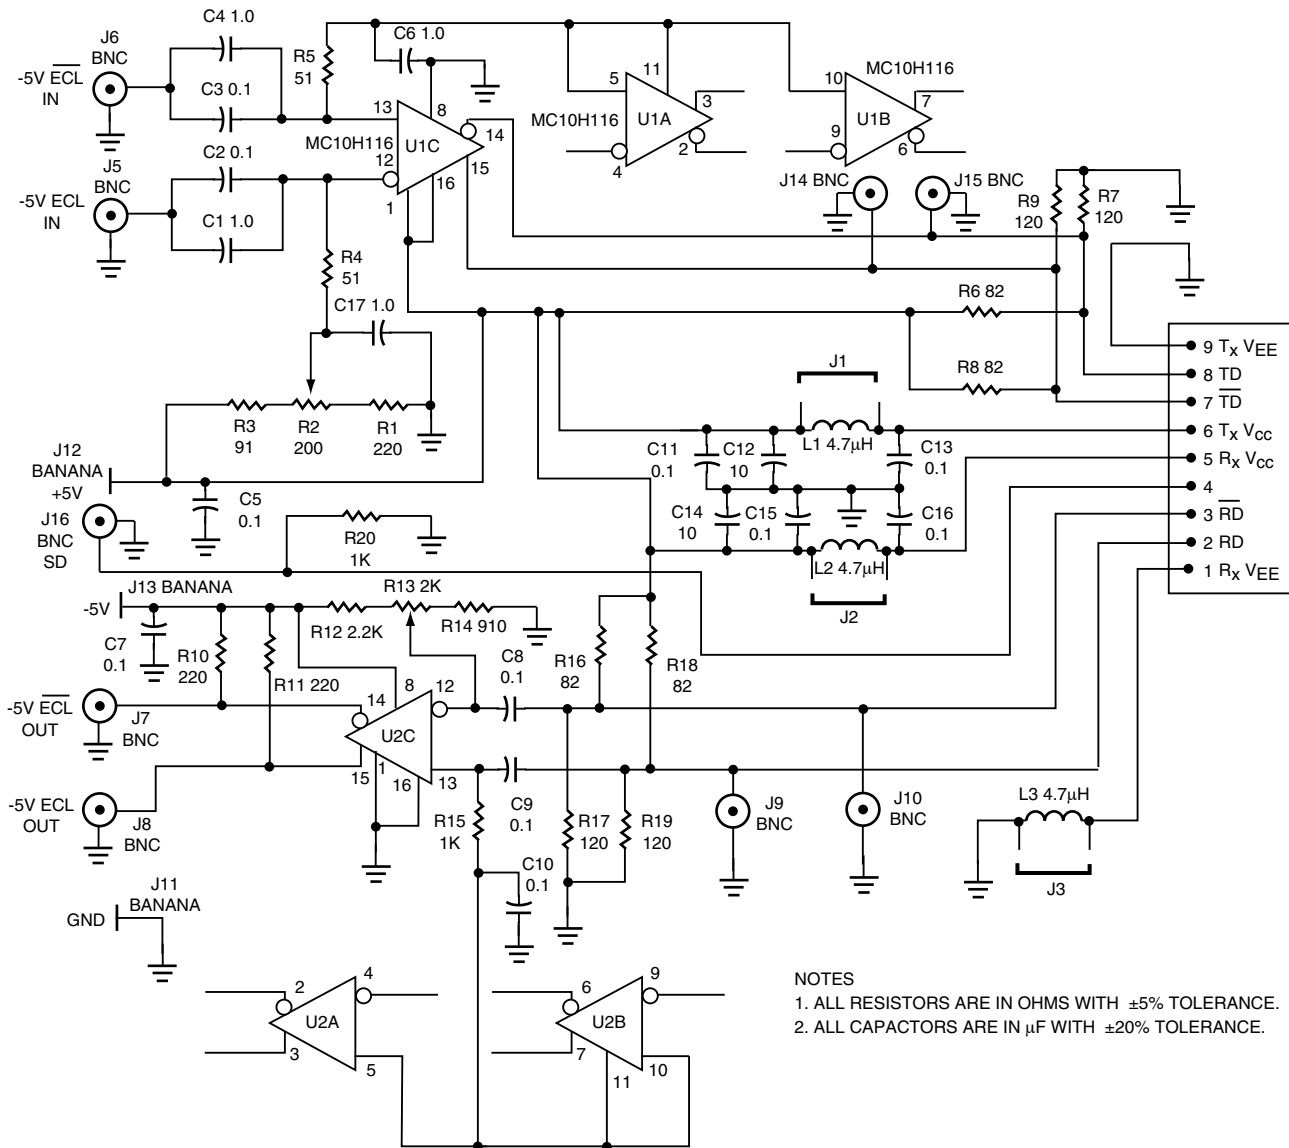 C4 1.0
J6
BNC
-5V ECL
IN
C3 0.1
R5
51
C6 1.0
13
8
14
MC10H116
12
U1C
15
16
1
C2 0.1
J5
BNC
-5V ECL
IN
C1 1.0
R4
51
C17 1.0
5
11
3
MC10H116
U1A
2
4
10
MC10H116
7
U1B
9
6
J14 BNC
J15 BNC
R9
120
R7
120
R6 82
R8 82
J1
L1 4.7μH
C11
0.1
C12
10
C13
0.1
C14
10
C15
0.1
C16
0.1
L2 4.7μH
J2
9 TX VEE
8 TD
7 TD
6 TX VCC
5 RX VCC
4
3 RD
2 RD
1 RX VEE
R3
91
R2
200
R1
220
J12
BANANA
+5V
C5
0.1
J16
BNC
SD
R20
1K
J13 BANANA
-5V
C7
0.1
R10
220
R11 220
R12 2.2K
R13 2K
R14 910
C8
0.1
R16
82
R18
82
-5V ECL
OUT
J7
BNC
14
8
12
U2C
15
1
16
13
-5V ECL
OUT
J8
BNC
R15
1K
C9
0.1
C10
0.1
R17
120
R19
120
J9
BNC
J10
BNC
L3 4.7μH
J3
J11
BANANA
GND
2
4
U2A
3
5
6
9
U2B
7
11
10
NOTES
1. ALL RESISTORS ARE IN OHMS WITH ±5% TOLERANCE.
2. ALL CAPACTORS ARE IN μF WITH ±20% TOLERANCE.